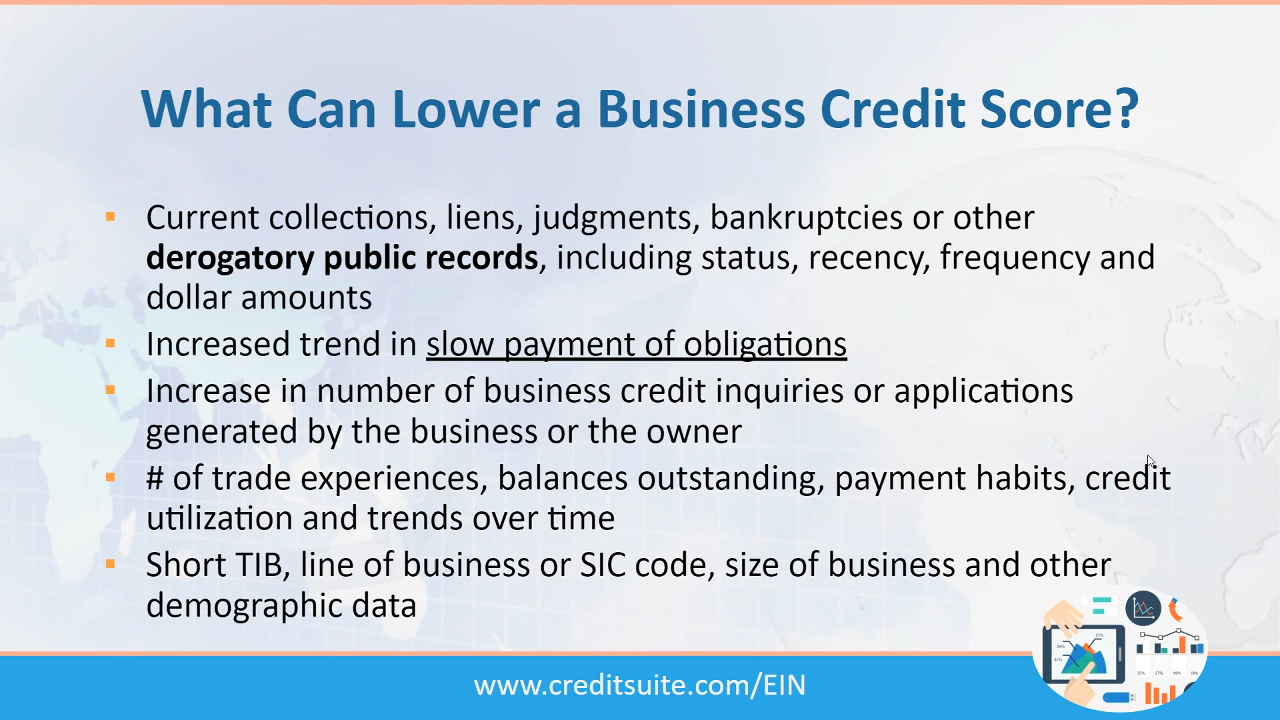 What Can Lower a Business Credit Score?
▪ Current collections, liens, judgments, bankruptcies or other
derogatory public records, including status, recency, frequency and
dollar amounts
▪ Increased trend in slow payment of obligations
▪ Increase in number of business credit inquiries or applications
generated by the business or the owner
▪ # of trade experiences, balances outstanding, payment habits, credit
utilization and trends over time
▪ Short TIB, line of business or SIC code, size of business and other
demographic data
www.creditsuite.com/EIN